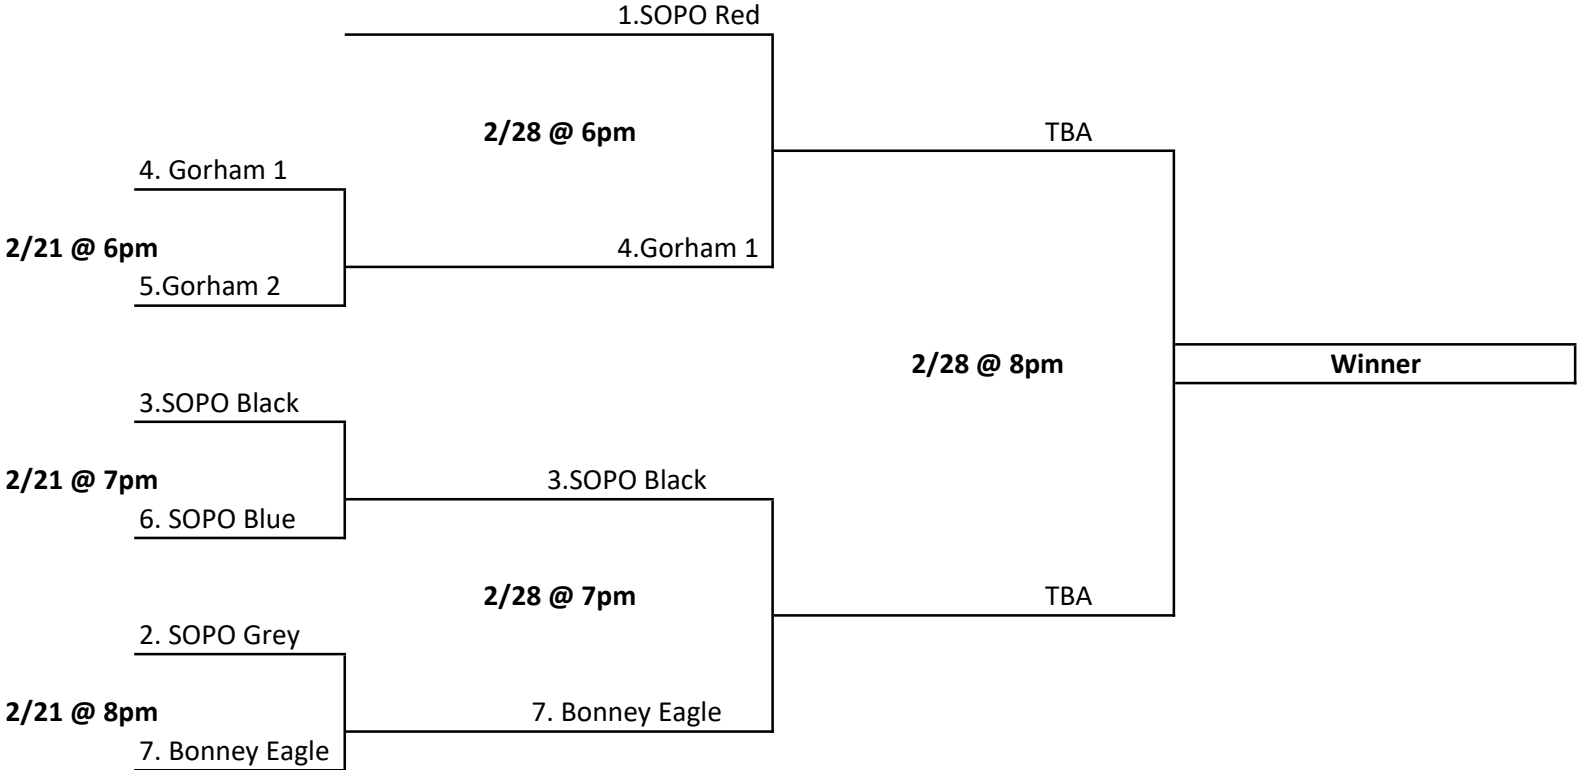 1.SOPO Red
2/28 @ 6pm
TBA
4. Gorham 1
2/21 @ 6pm
4.Gorham 1
5.Gorham 2
2/28 @ 8pm
Winner
3.SOPO Black
2/21 @ 7pm
3.SOPO Black
6. SOPO Blue
2/28 @ 7pm
TBA
2. SOPO Grey
2/21 @ 8pm
7. Bonney Eagle
7. Bonney Eagle